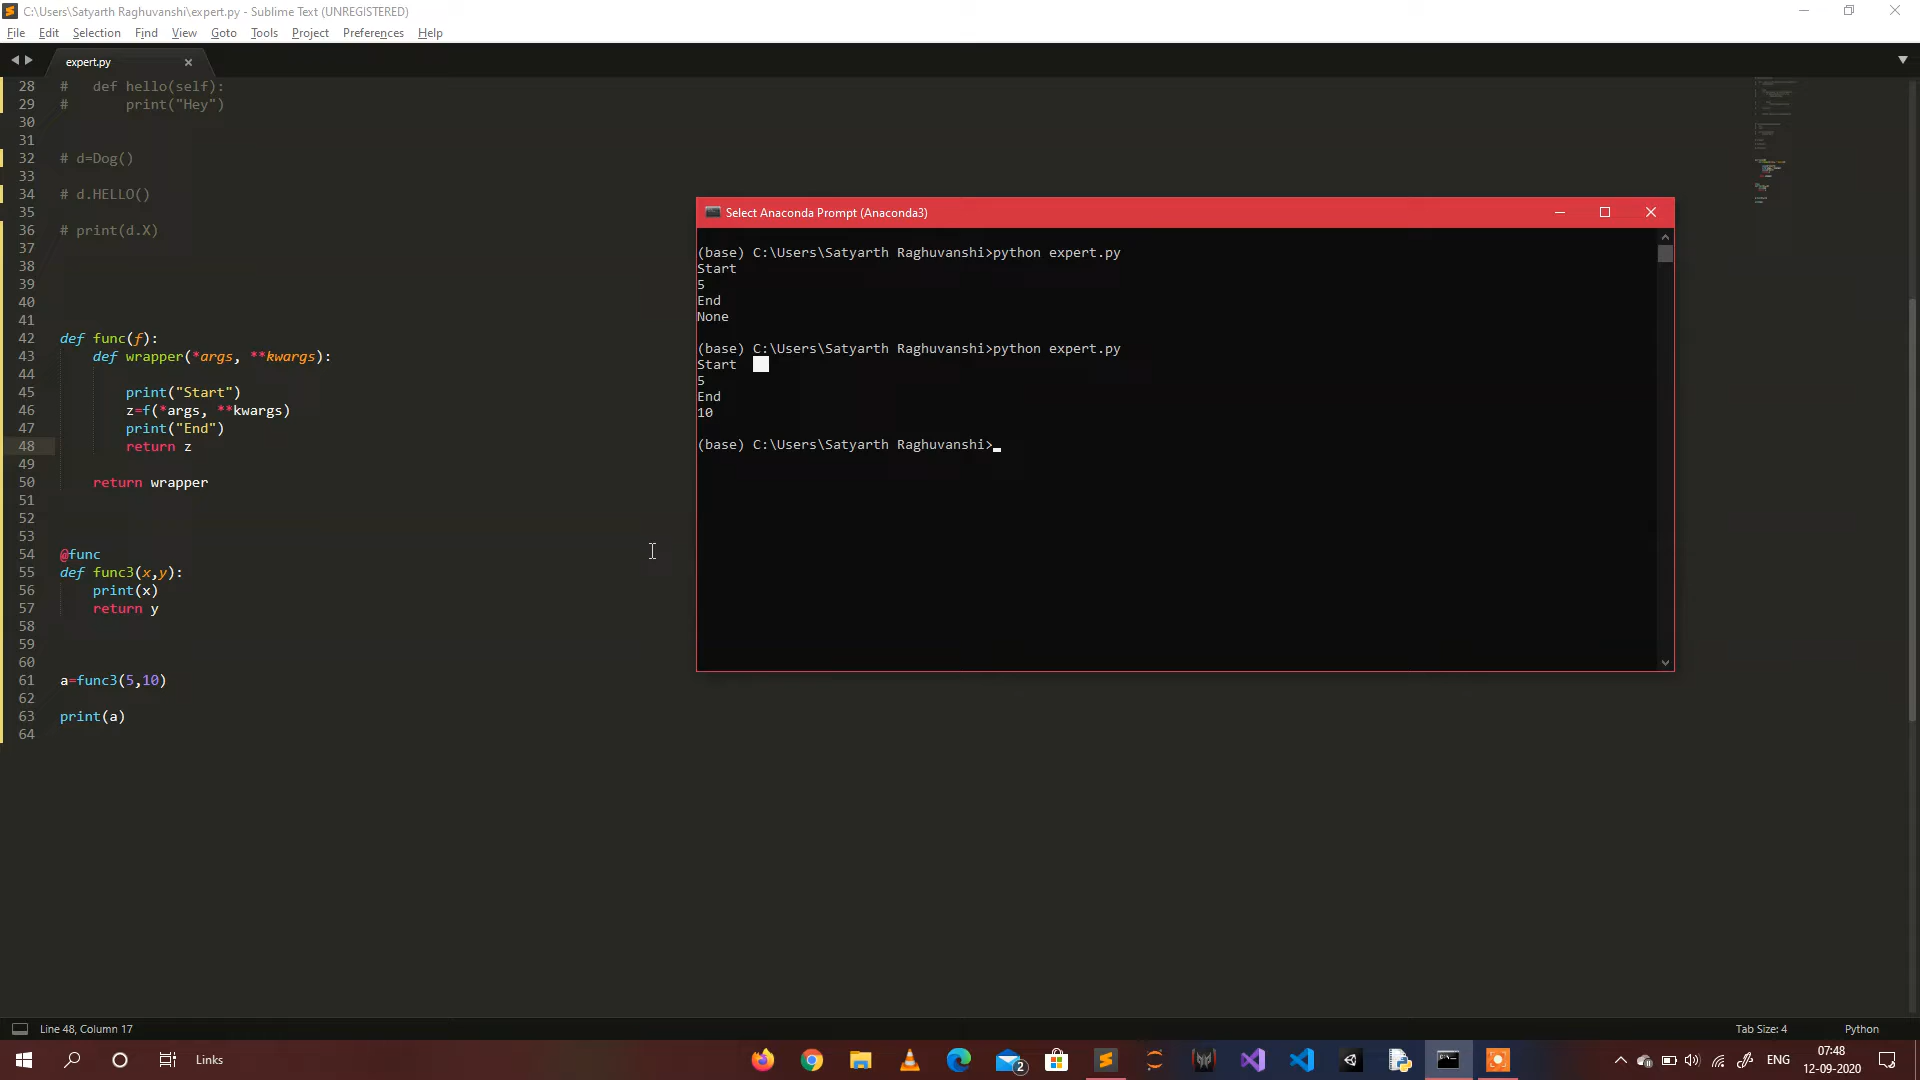 C:\Users\Satyarth Raghuvanshi\expert.py - Sublime Text (UNREGISTERED)
File Edit Selection Find View Goto Tools Project Preferences Help
expert.py
28 #   def hello(self):
29 #       print("Hey")
30
31
32 # d=Dog()
33
34 # d.HELLO()
35
36 # print(d.X)
37
38
39
40
41
42 def func(f):
43     def wrapper(*args, **kwargs):
44
45         print("Start")
46         z=f(*args, **kwargs)
47         print("End")
48         return z
49
50     return wrapper
51
52
53
54 @func
55 def func3(x,y):
56     print(x)
57     return y
58
59
60
61 a=func3(5,10)
62
63 print(a)
64
Select Anaconda Prompt (Anaconda3)
(base) C:\Users\Satyarth Raghuvanshi>python expert.py
Start
5
End
None
(base) C:\Users\Satyarth Raghuvanshi>python expert.py
Start
5
End
10
(base) C:\Users\Satyarth Raghuvanshi>
Line 48, Column 17
Tab Size: 4
Python
Links
2
ENG
07:48
12-09-2020